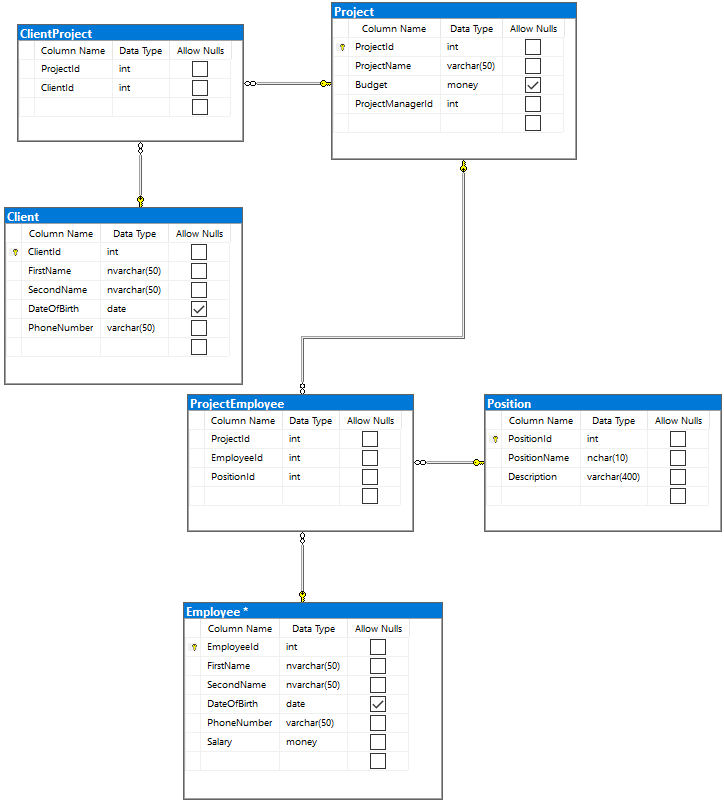 ClientProject
Column Name Data Type Allow Nulls
ProjectId int
ClientId int
Project
Column Name Data Type Allow Nulls
ProjectId int
ProjectName varchar(50)
Budget money
ProjectManagerId int
Client
Column Name Data Type Allow Nulls
ClientId int
FirstName nvarchar(50)
SecondName nvarchar(50)
DateOfBirth date
PhoneNumber varchar(50)
ProjectEmployee
Column Name Data Type Allow Nulls
ProjectId int
EmployeeId int
PositionId int
Position
Column Name Data Type Allow Nulls
PositionId int
PositionName nchar(10)
Description varchar(400)
Employee *
Column Name Data Type Allow Nulls
EmployeeId int
FirstName nvarchar(50)
SecondName nvarchar(50)
DateOfBirth date
PhoneNumber varchar(50)
Salary money